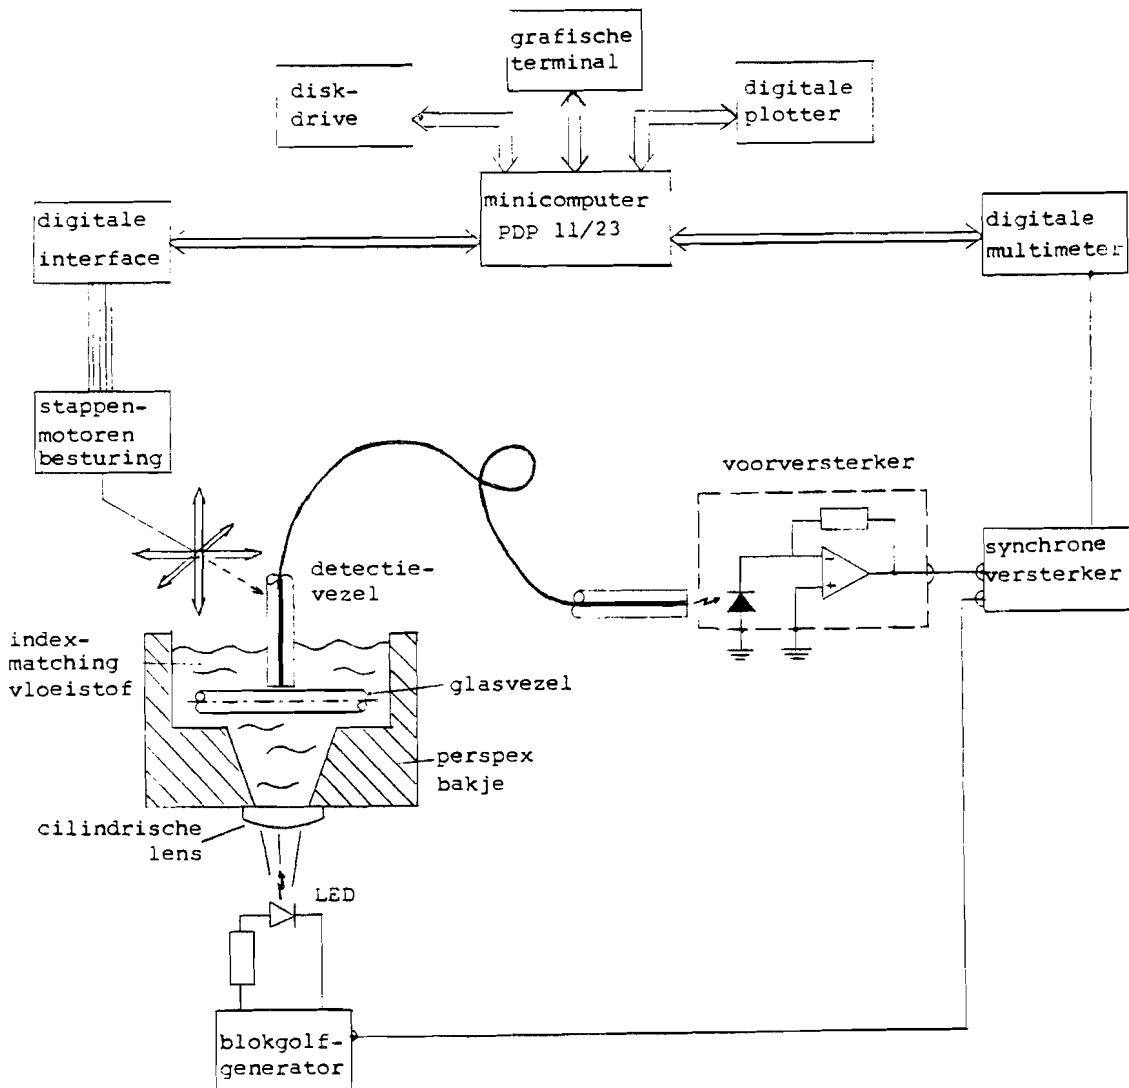 grafische
terminal
disk-
drive
digitale
plotter
minicomputer
PDP 11/23
digitale
interface
digitale
multimeter
stappen-
motoren
besturing
voorversterker
synchrone
versterker
detectie-
vezel
index-
matching
vloeistof
glasvezel
perspex
bakje
cilindrische
lens
LED
blokgolf-
generator